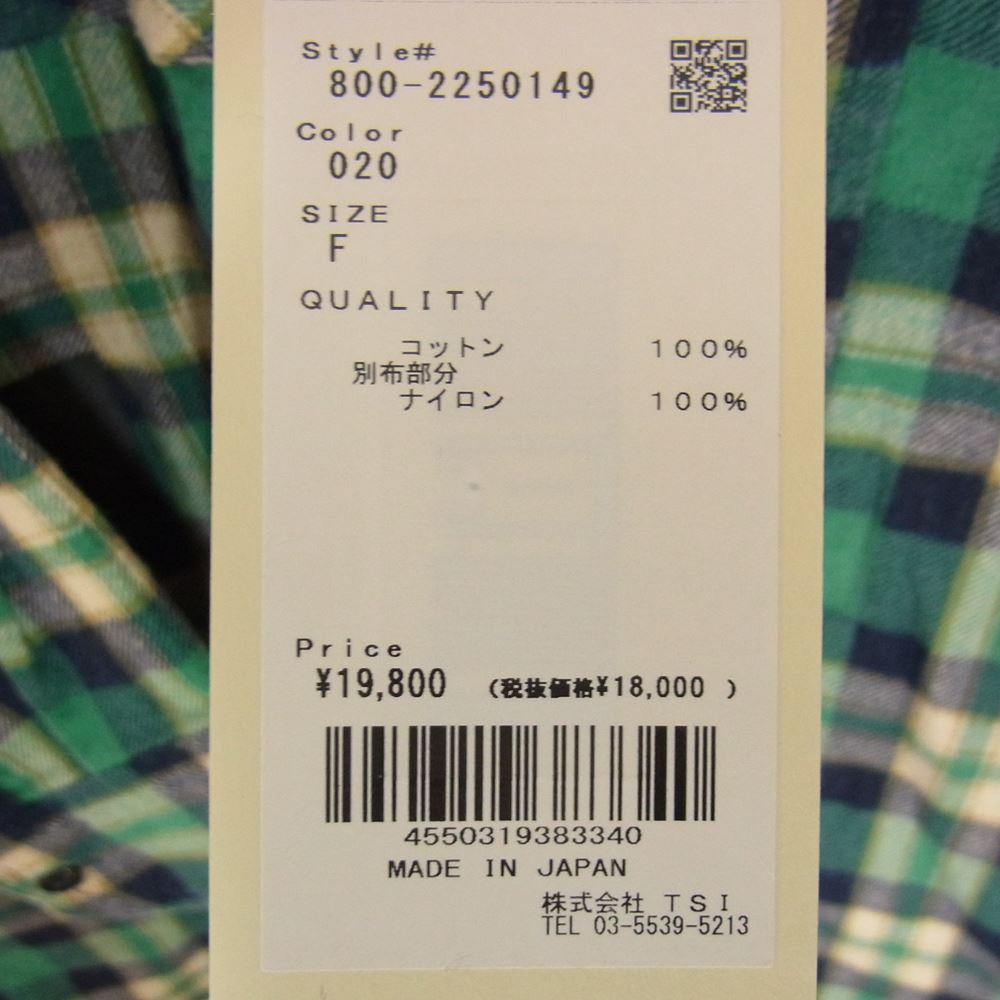 Style#
800-2250149
Color
020
SIZE
F
QUALITY
コットン 100%
別布部分
ナイロン 100%
Price
¥19,800 (税抜価格¥18,000 )
4550319383340
MADE IN JAPAN
株式会社 TSI
TEL 03-5539-5213